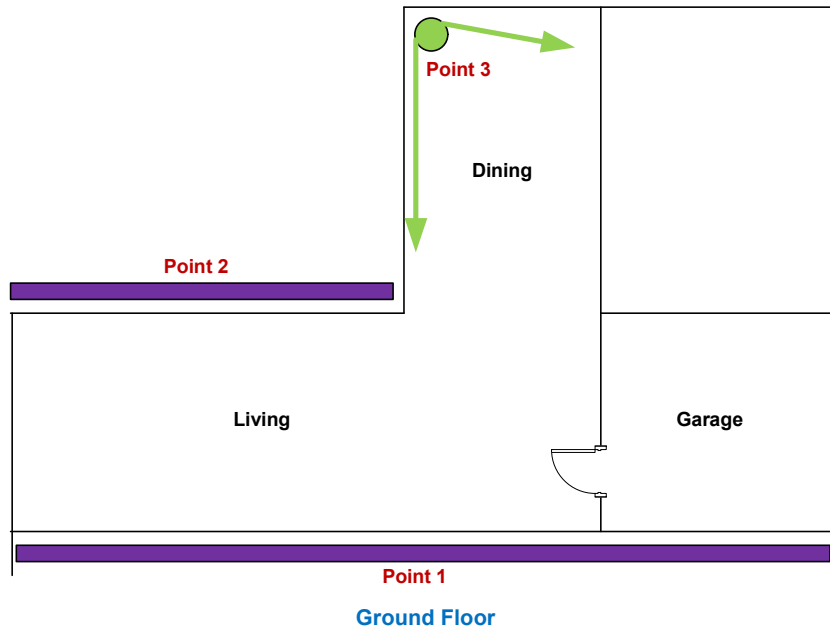 Point 3
Dining
Point 2
Living
Garage
Point 1
Ground Floor